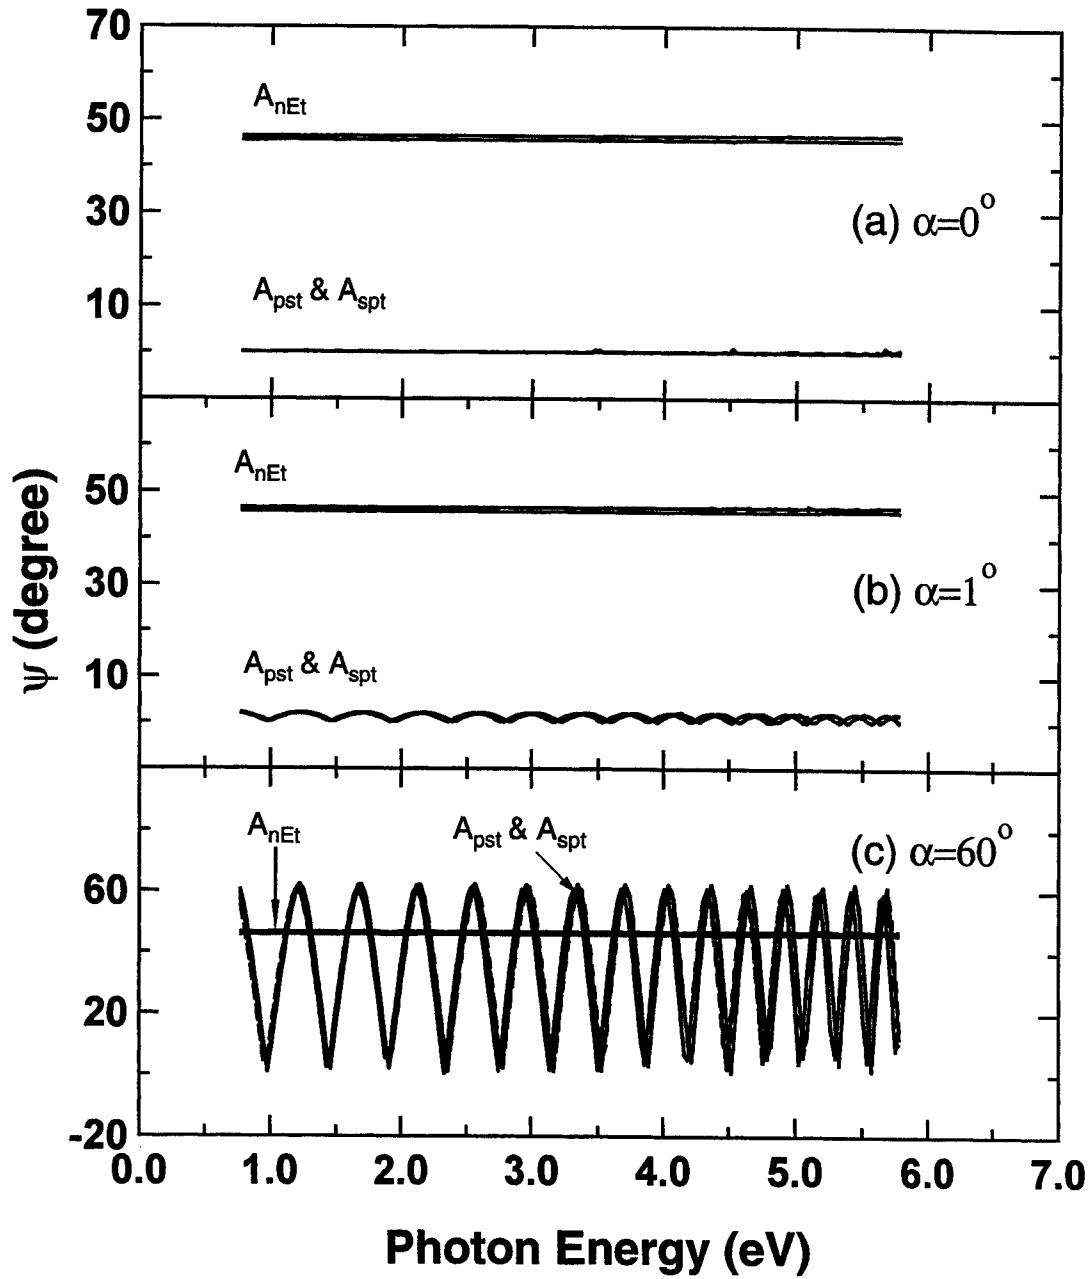 70
A_nEt
50
30
(a) α=0°
A_pst & A_spt
10
A_nEt
50
30
(b) α=1°
A_pst & A_spt
10
ψ (degree)
A_nEt
A_pst & A_spt
(c) α=60°
60
20
-20
0.0 1.0 2.0 3.0 4.0 5.0 6.0 7.0
Photon Energy (eV)